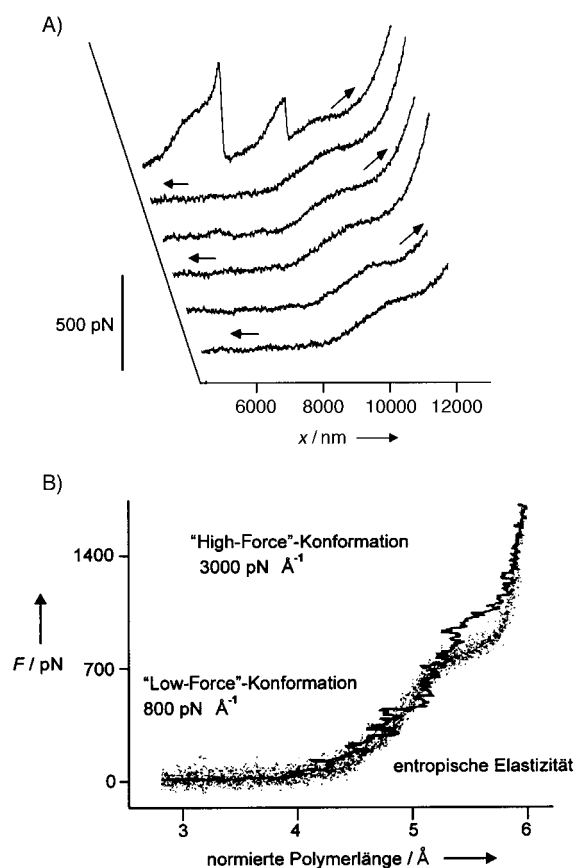 A)
500 pN
6000 8000 10000 12000
x / nm
B)
1400
"High-Force"-Konformation
3000 pN Å⁻¹
F / pN
700
"Low-Force"-Konformation
800 pN Å⁻¹
entropische Elastizität
0
3 4 5 6
normierte Polymerlänge / Å